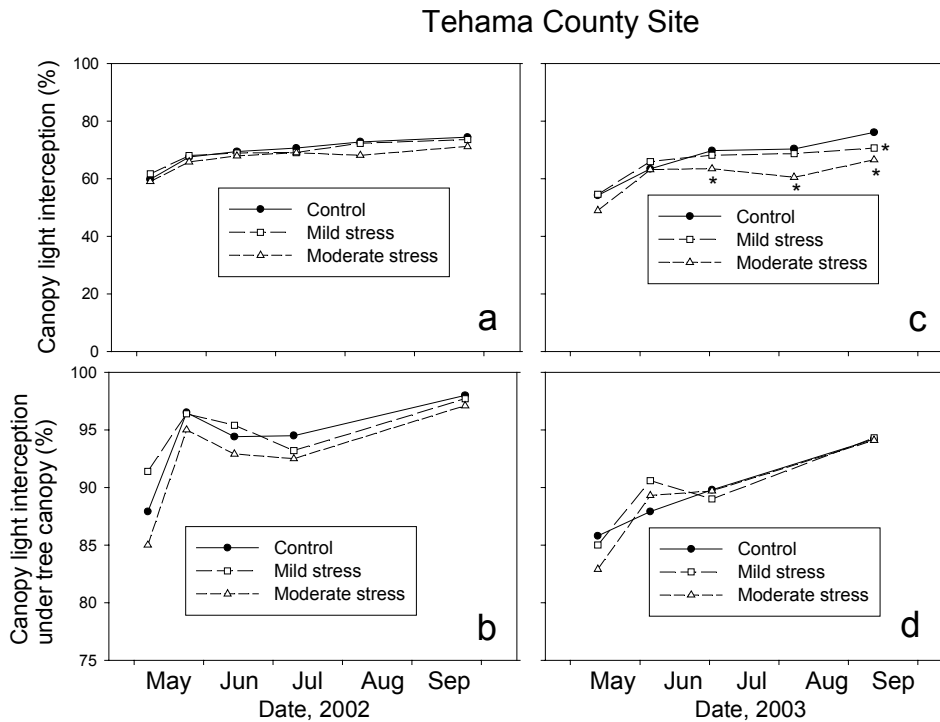 Tehama County Site
Canopy light interception (%)
100
80
60
40
20
0
Control
Mild stress
Moderate stress
a
*
*
*
*
Control
Mild stress
Moderate stress
c
Canopy light interception
under tree canopy (%)
100
95
90
85
80
75
Control
Mild stress
Moderate stress
b
Control
Mild stress
Moderate stress
d
May Jun Jul Aug Sep
Date, 2002
May Jun Jul Aug Sep
Date, 2003